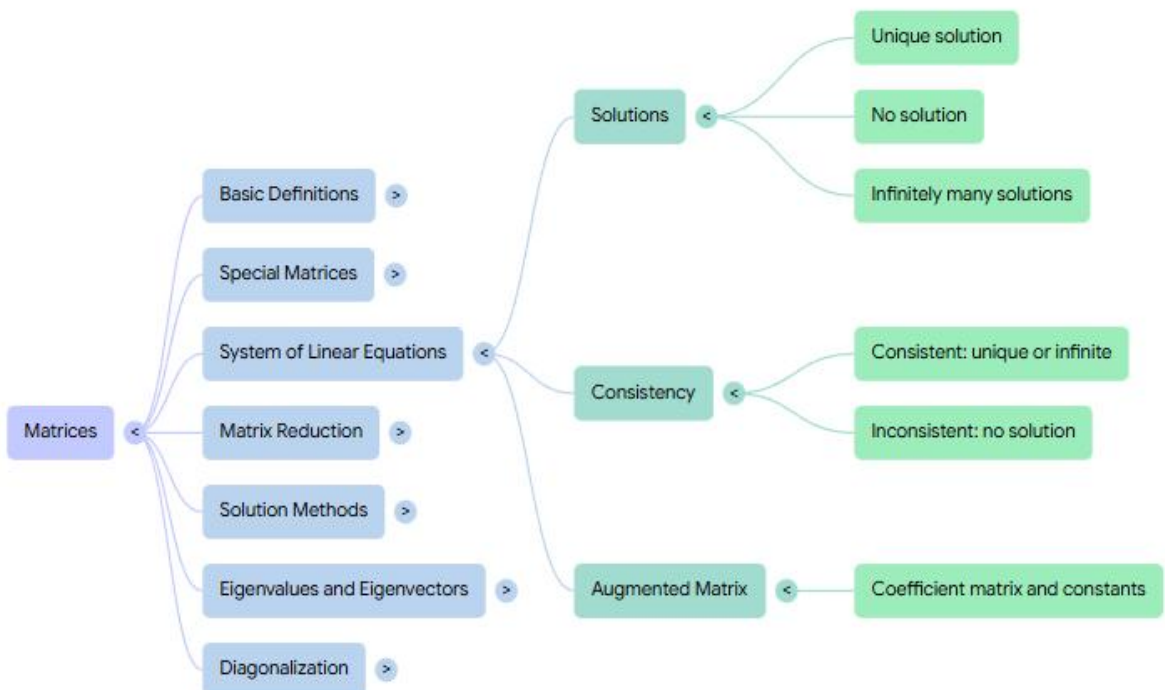 Matrices
<
Basic Definitions
>
Special Matrices
>
System of Linear Equations
<
Matrix Reduction
>
Solution Methods
>
Eigenvalues and Eigenvectors
>
Diagonalization
>
Solutions
<
Unique solution
No solution
Infinitely many solutions
Consistency
<
Consistent: unique or infinite
Inconsistent: no solution
Augmented Matrix
<
Coefficient matrix and constants